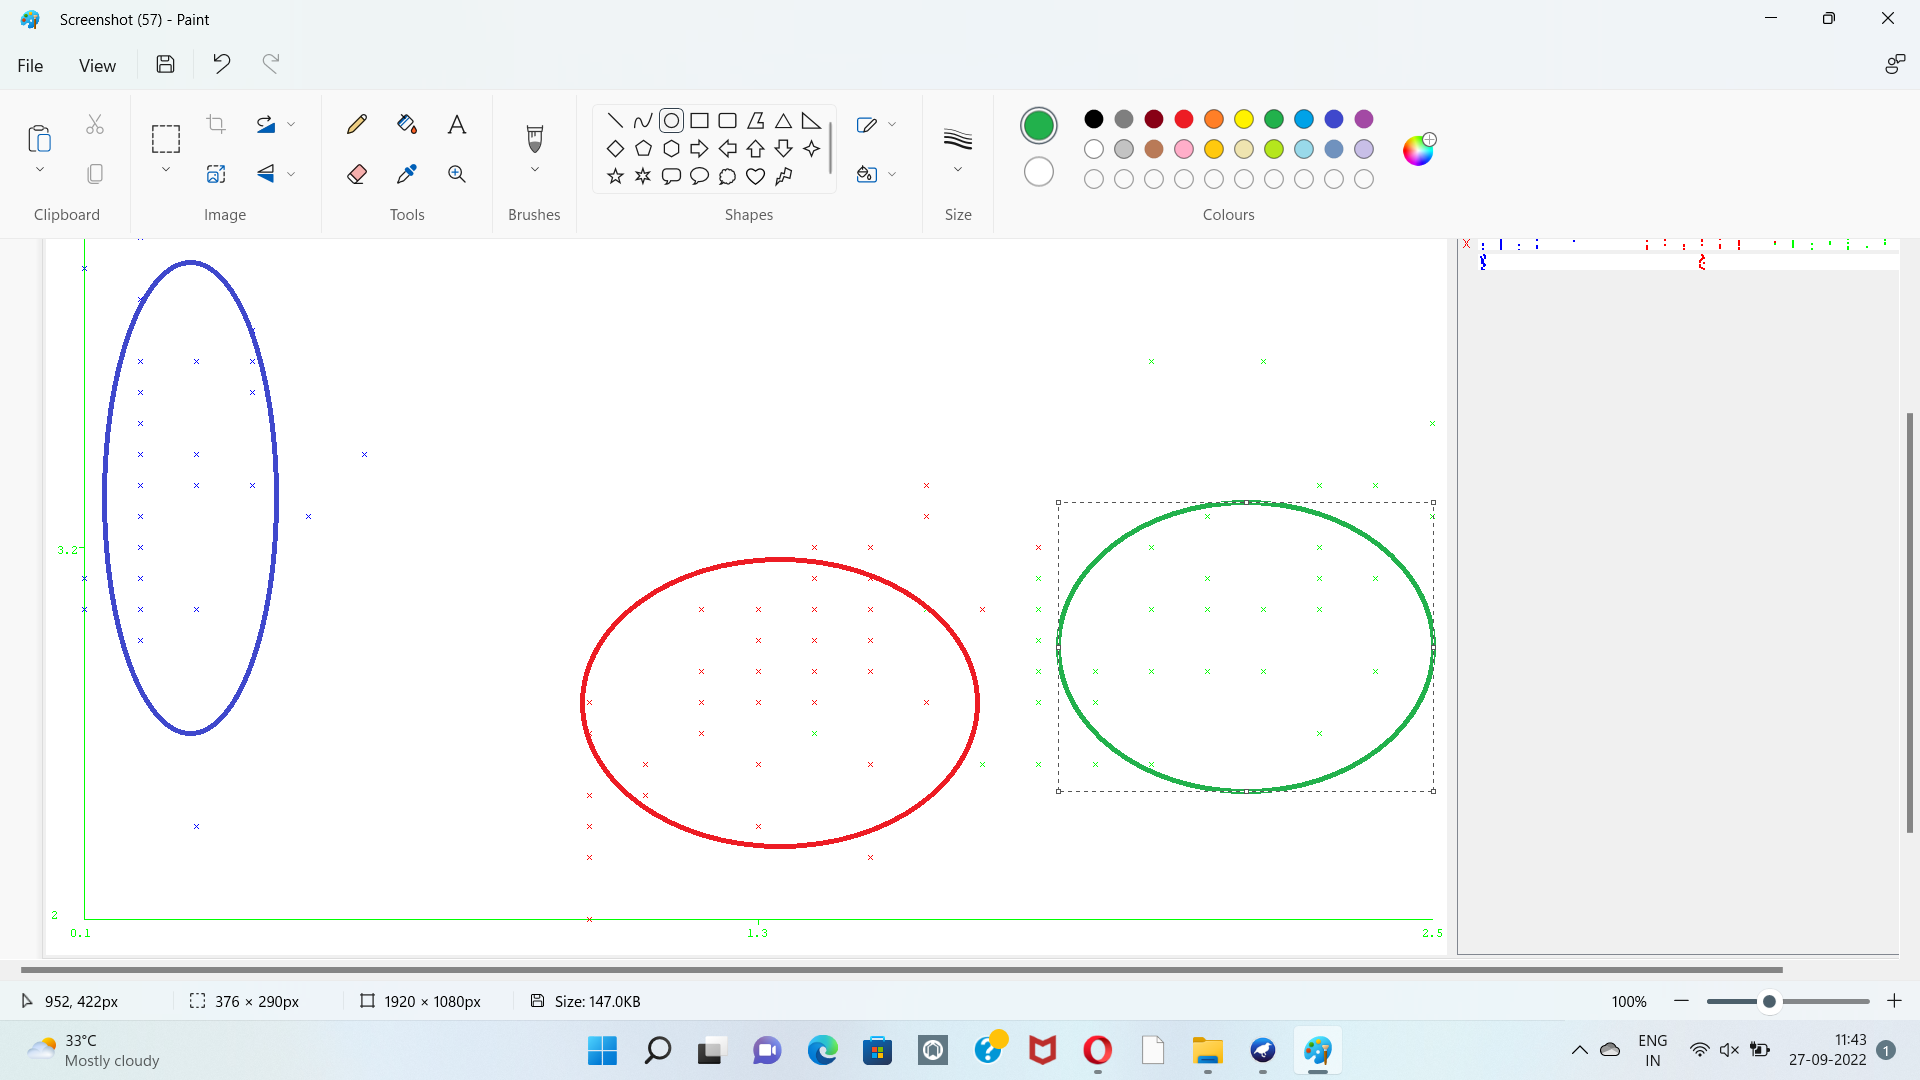 Screenshot (57) - Paint
File View
Clipboard Image Tools Brushes Shapes Size Colours
X
3.2
2
0.1 1.3 2.5
952, 422px 376 × 290px 1920 × 1080px Size: 147.0KB 100%
33°C
Mostly cloudy
ENG
IN
11:43
27-09-2022
1